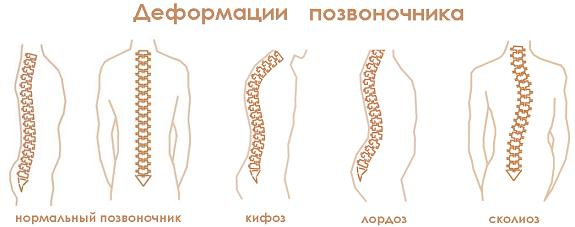 Деформации позвоночника
нормальный позвоночник
кифоз
лордоз
сколиоз